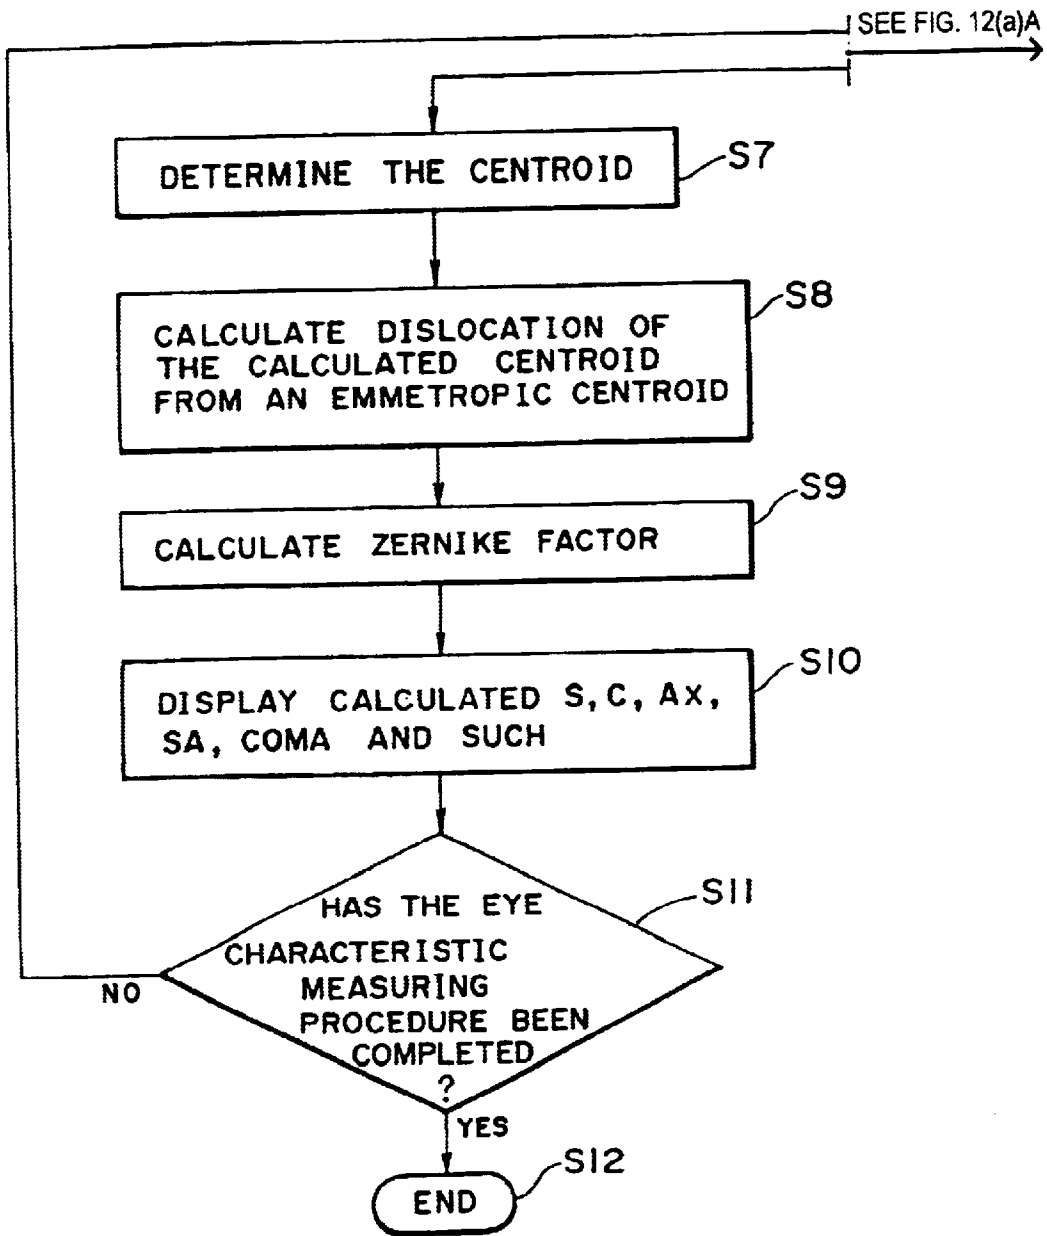 SEE FIG. 12(a)A
DETERMINE THE CENTROID
S7
CALCULATE DISLOCATION OF
THE CALCULATED CENTROID
FROM AN EMMETROPIC CENTROID
S8
CALCULATE ZERNIKE FACTOR
S9
DISPLAY CALCULATED S, C, AX,
SA, COMA AND SUCH
S10
HAS THE EYE
CHARACTERISTIC
MEASURING
PROCEDURE BEEN
COMPLETED
?
S11
NO
YES
END
S12